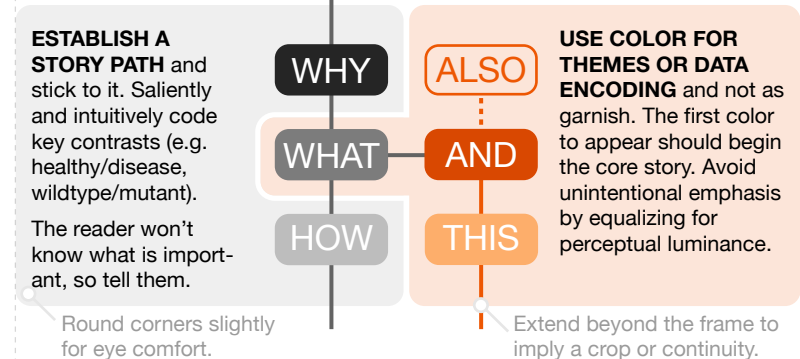 ESTABLISH A
STORY PATH and
stick to it. Saliently
and intuitively code
key contrasts (e.g.
healthy/disease,
wildtype/mutant).
The reader won't
know what is import-
ant, so tell them.
WHY
WHAT
HOW
ALSO
AND
THIS
USE COLOR FOR
THEMES OR DATA
ENCODING and not as
garnish. The first color
to appear should begin
the core story. Avoid
unintentional emphasis
by equalizing for
perceptual luminance.
Round corners slightly
for eye comfort.
Extend beyond the frame to
imply a crop or continuity.